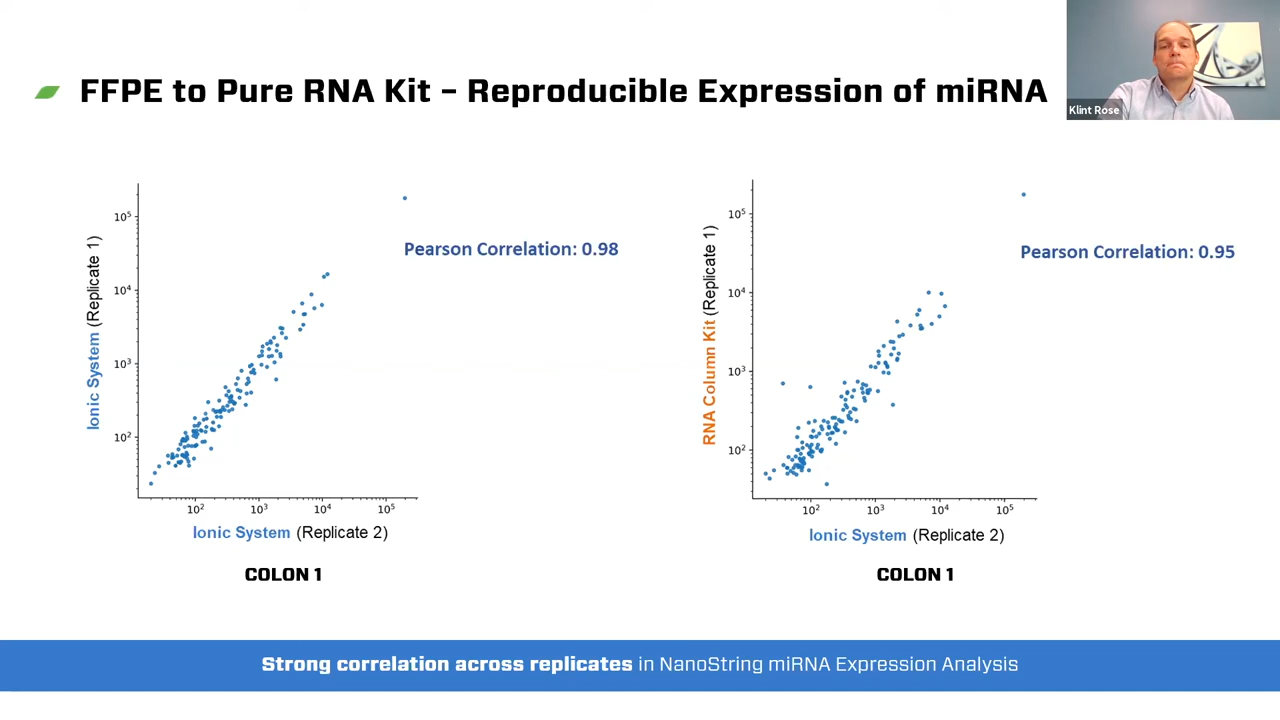 FFPE to Pure RNA Kit – Reproducible Expression of miRNA
Klint Rose
Ionic System (Replicate 1)
10⁵
10⁴
10³
10²
Pearson Correlation: 0.98
10² 10³ 10⁴ 10⁵
Ionic System (Replicate 2)
COLON 1
RNA Column Kit (Replicate 1)
10⁵
10⁴
10³
10²
Pearson Correlation: 0.95
10² 10³ 10⁴ 10⁵
Ionic System (Replicate 2)
COLON 1
Strong correlation across replicates in NanoString miRNA Expression Analysis